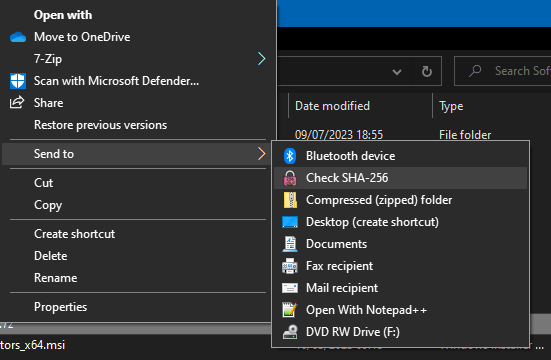 Open with
Move to OneDrive
7-Zip
Scan with Microsoft Defender...
Share
Restore previous versions
Send to
Cut
Copy
Create shortcut
Delete
Rename
Properties
tors_x64.msi
Search Sof
Date modified
Type
09/07/2023 18:55
File folder
Bluetooth device
Check SHA-256
Compressed (zipped) folder
Desktop (create shortcut)
Documents
Fax recipient
Mail recipient
Open With Notepad++
DVD RW Drive (F:)